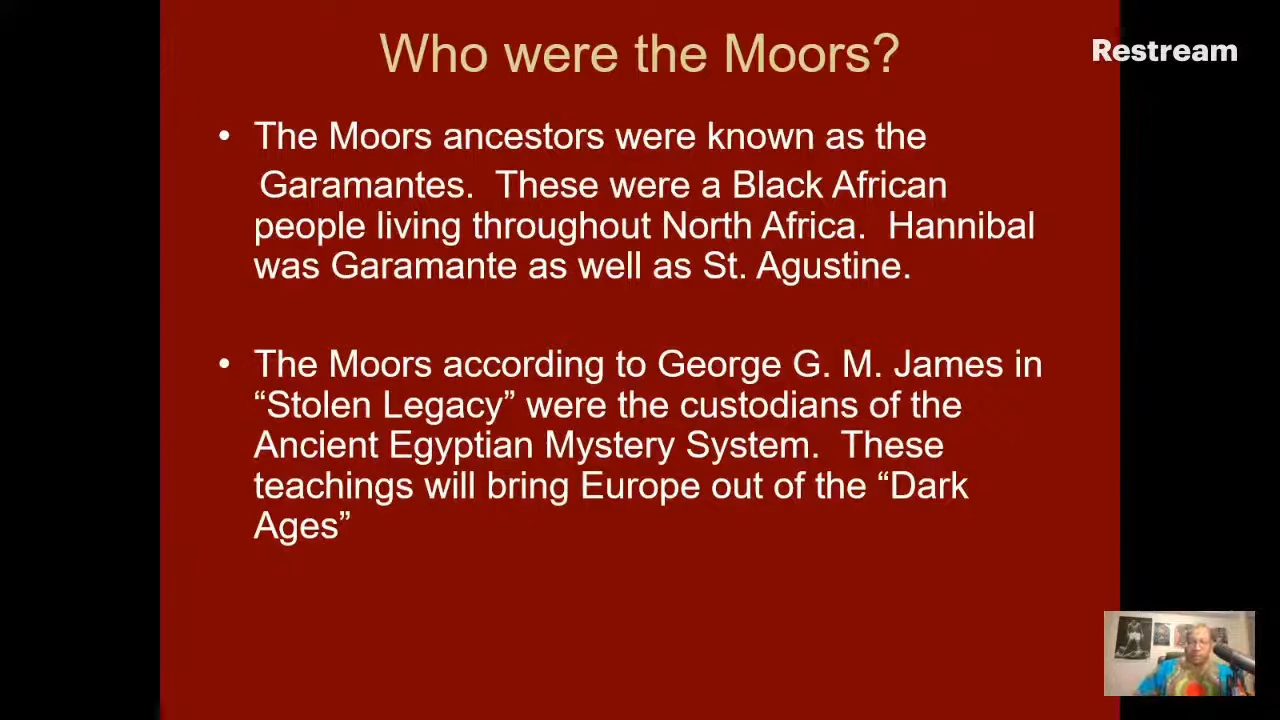 Who were the Moors?
Restream
• The Moors ancestors were known as the
Garamantes. These were a Black African
people living throughout North Africa. Hannibal
was Garamante as well as St. Agustine.
• The Moors according to George G. M. James in
“Stolen Legacy” were the custodians of the
Ancient Egyptian Mystery System. These
teachings will bring Europe out of the “Dark
Ages”